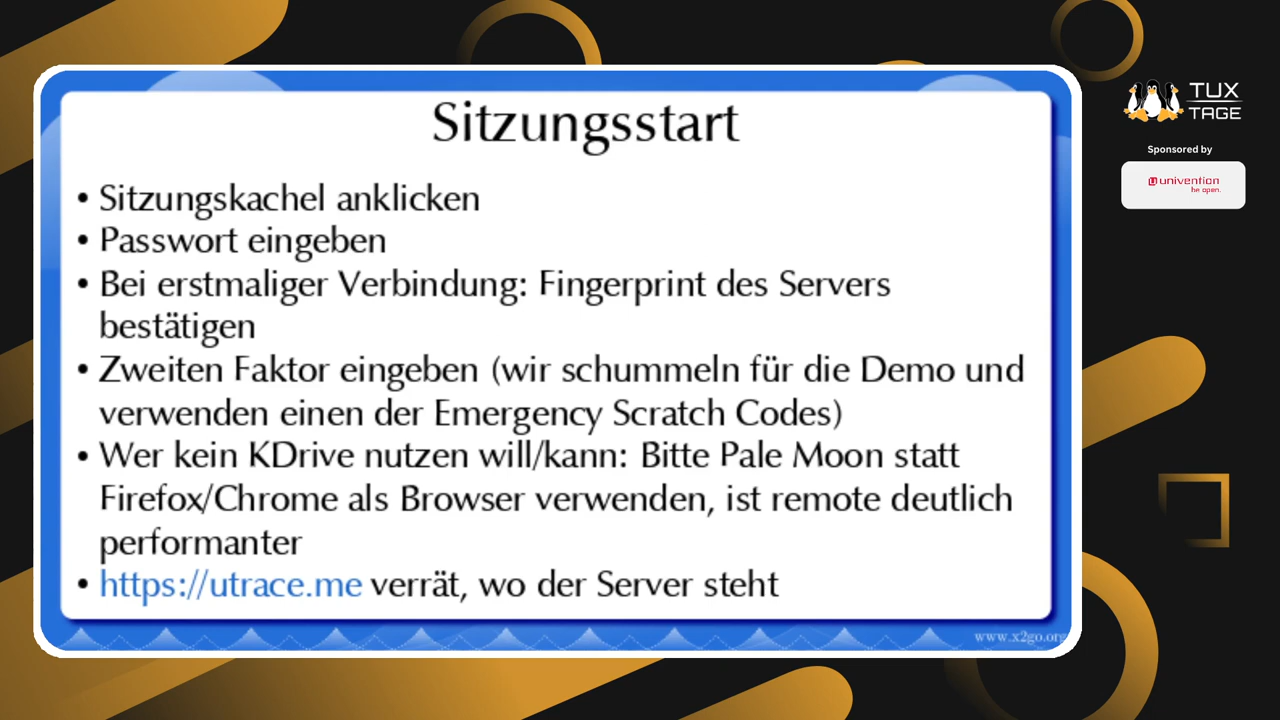 Sitzungsstart
• Sitzungskachel anklicken
• Passwort eingeben
• Bei erstmaliger Verbindung: Fingerprint des Servers
bestätigen
• Zweiten Faktor eingeben (wir schummeln für die Demo und
verwenden einen der Emergency Scratch Codes)
• Wer kein KDrive nutzen will/kann: Bitte Pale Moon statt
Firefox/Chrome als Browser verwenden, ist remote deutlich
performanter
• https://utrace.me verrät, wo der Server steht
www.x2go.org
TUX
TAGE
Sponsored by
univention
be open.